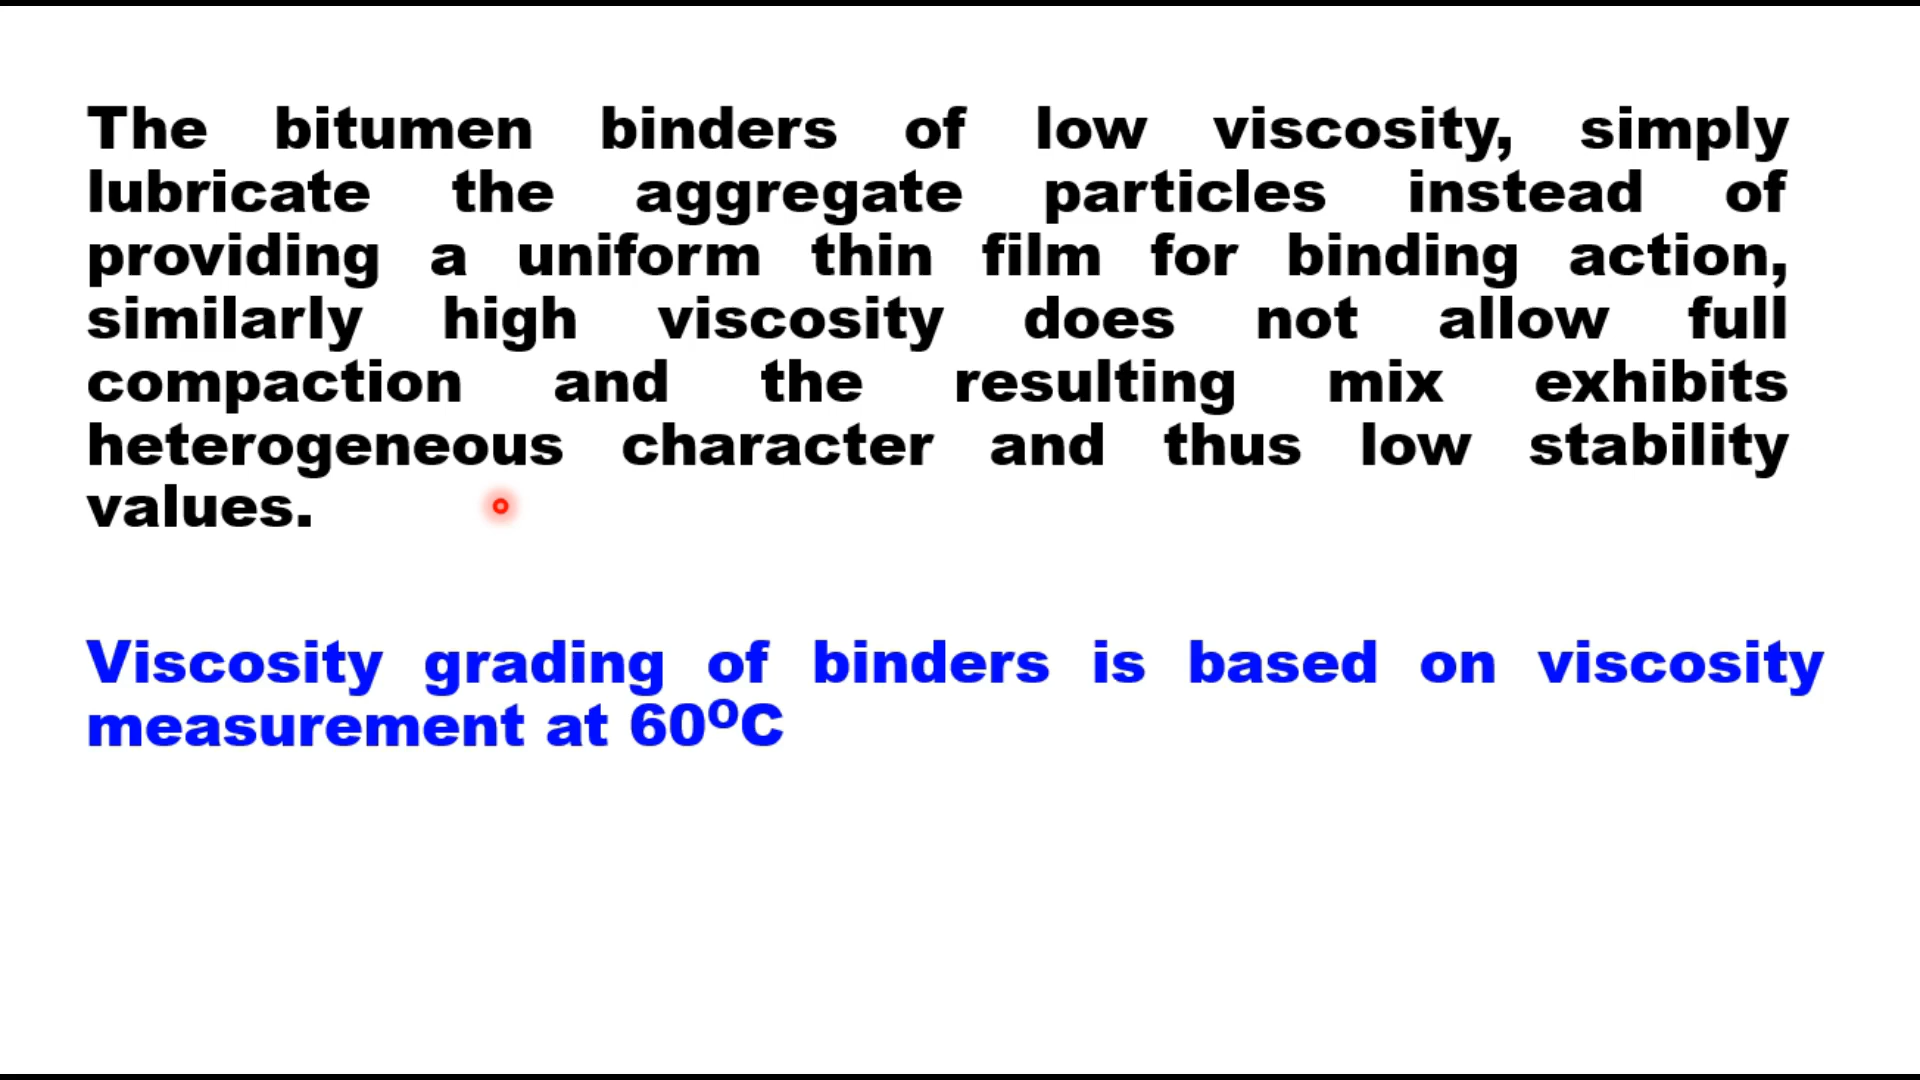 The bitumen binders of low viscosity, simply
lubricate the aggregate particles instead of
providing a uniform thin film for binding action,
similarly high viscosity does not allow full
compaction and the resulting mix exhibits
heterogeneous character and thus low stability
values.
Viscosity grading of binders is based on viscosity
measurement at 60ºC